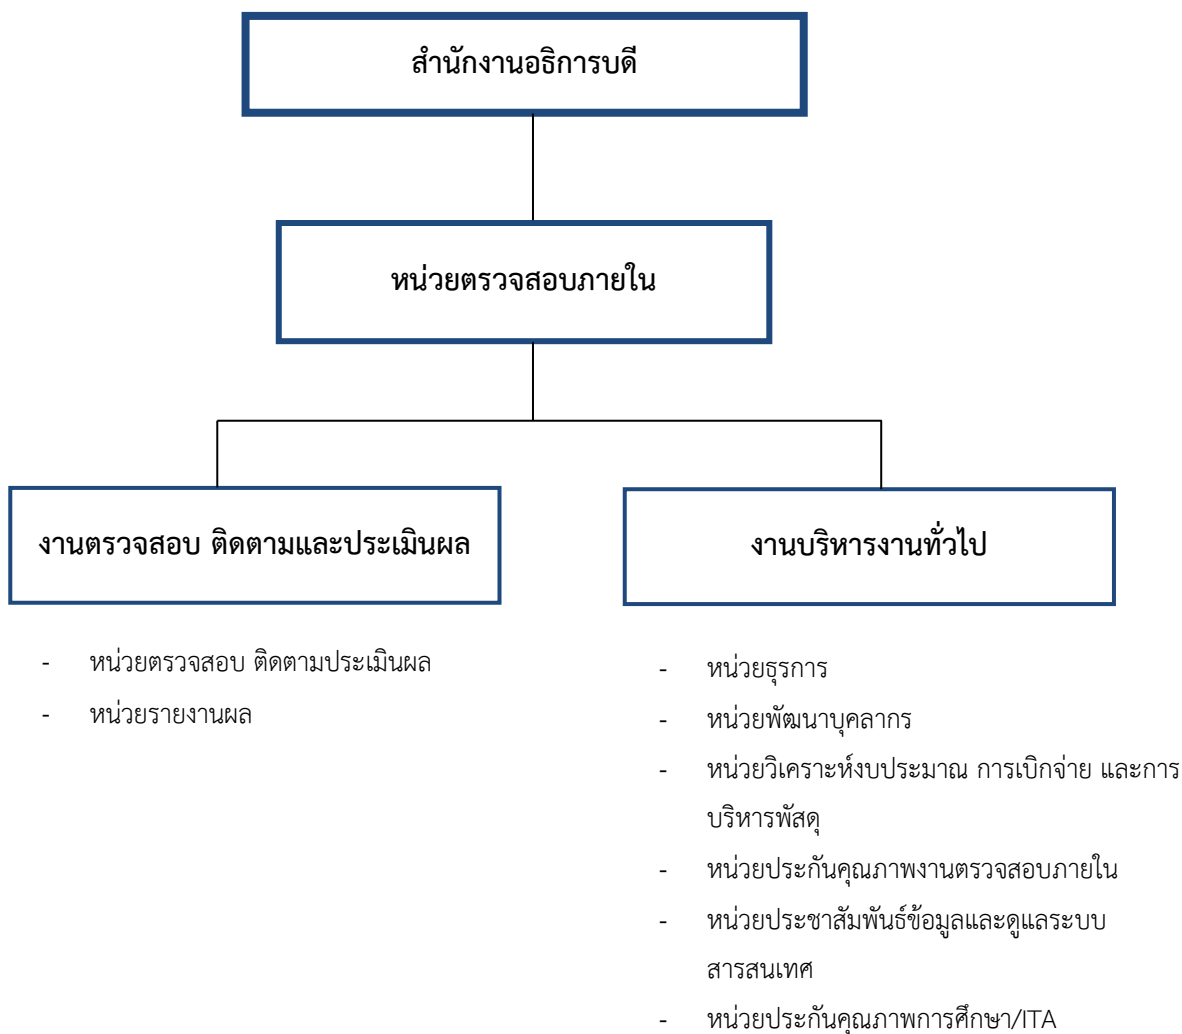 สำนักงานอธิการบดี
หน่วยตรวจสอบภายใน
งานตรวจสอบ ติดตามและประเมินผล
- หน่วยตรวจสอบ ติดตามประเมินผล
- หน่วยรายงานผล
งานบริหารงานทั่วไป
- หน่วยธุรการ
- หน่วยพัฒนาบุคลากร
- หน่วยวิเคราะห์งบประมาณ การเบิกจ่าย และการ
บริหารพัสดุ
- หน่วยประกันคุณภาพงานตรวจสอบภายใน
- หน่วยประชาสัมพันธ์ข้อมูลและดูแลระบบ
สารสนเทศ
- หน่วยประกันคุณภาพการศึกษา/ITA